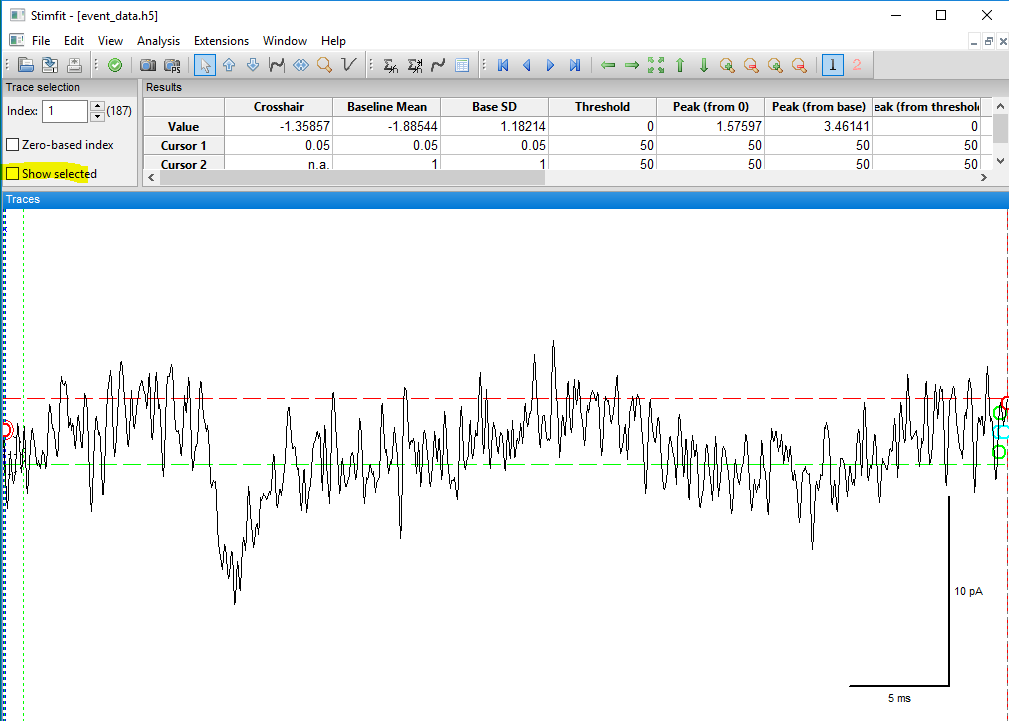 Stimfit - [event_data.h5]
File Edit View Analysis Extensions Window Help
1 2
Trace selection
Results
Index: 1 (187)
Zero-based index
Show selected
Crosshair Baseline Mean Base SD Threshold Peak (from 0) Peak (from base) eak (from threshol
Value -1.35857 -1.88544 1.18214 0 1.57597 3.46141 0
Cursor 1 0.05 0.05 0.05 50 50 50 50
Cursor 2 n.a. 1 1 50 50 50 50
Traces
10 pA
5 ms